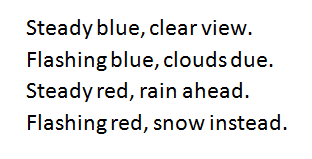 Steady blue, clear view.
Flashing blue, clouds due.
Steady red, rain ahead.
Flashing red, snow instead.